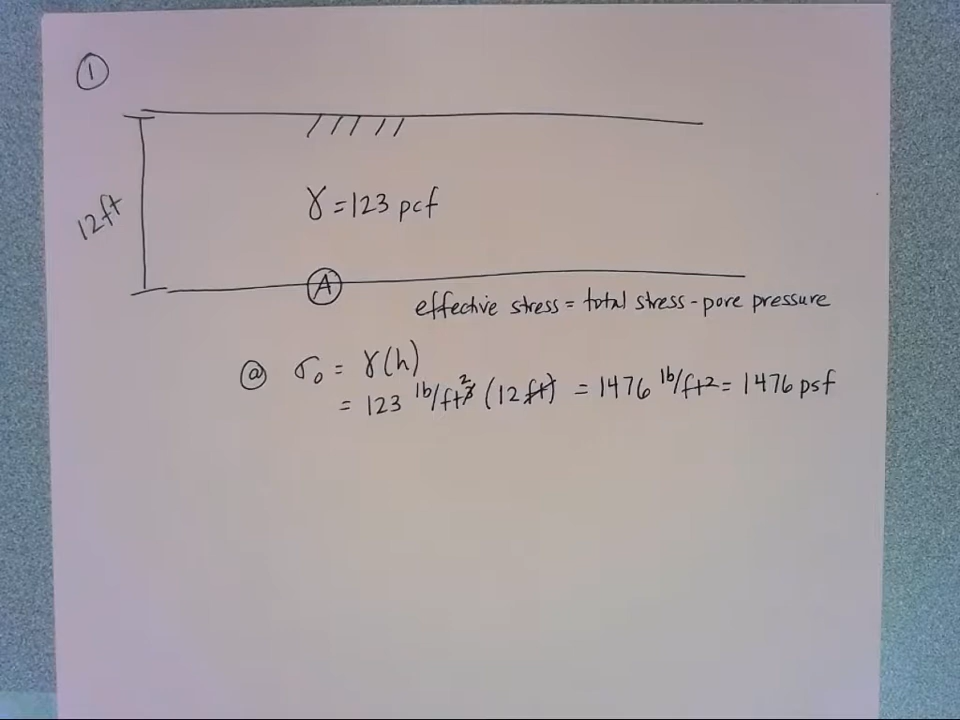 ①
12ft
γ = 123 pcf
Ⓐ
effective stress = total stress - pore pressure
ⓐ σ₀ = γ(h)
= 123 lb/ft³ ² (12 ft) = 1476 lb/ft² = 1476 psf